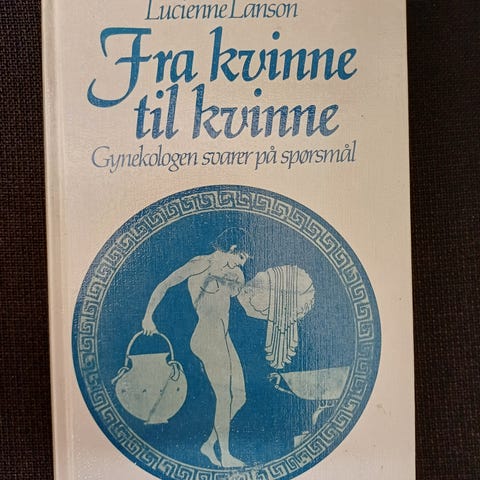 Lucienne Lanson
Fra kvinne
til kvinne
Gynekologen svarer på spørsmål